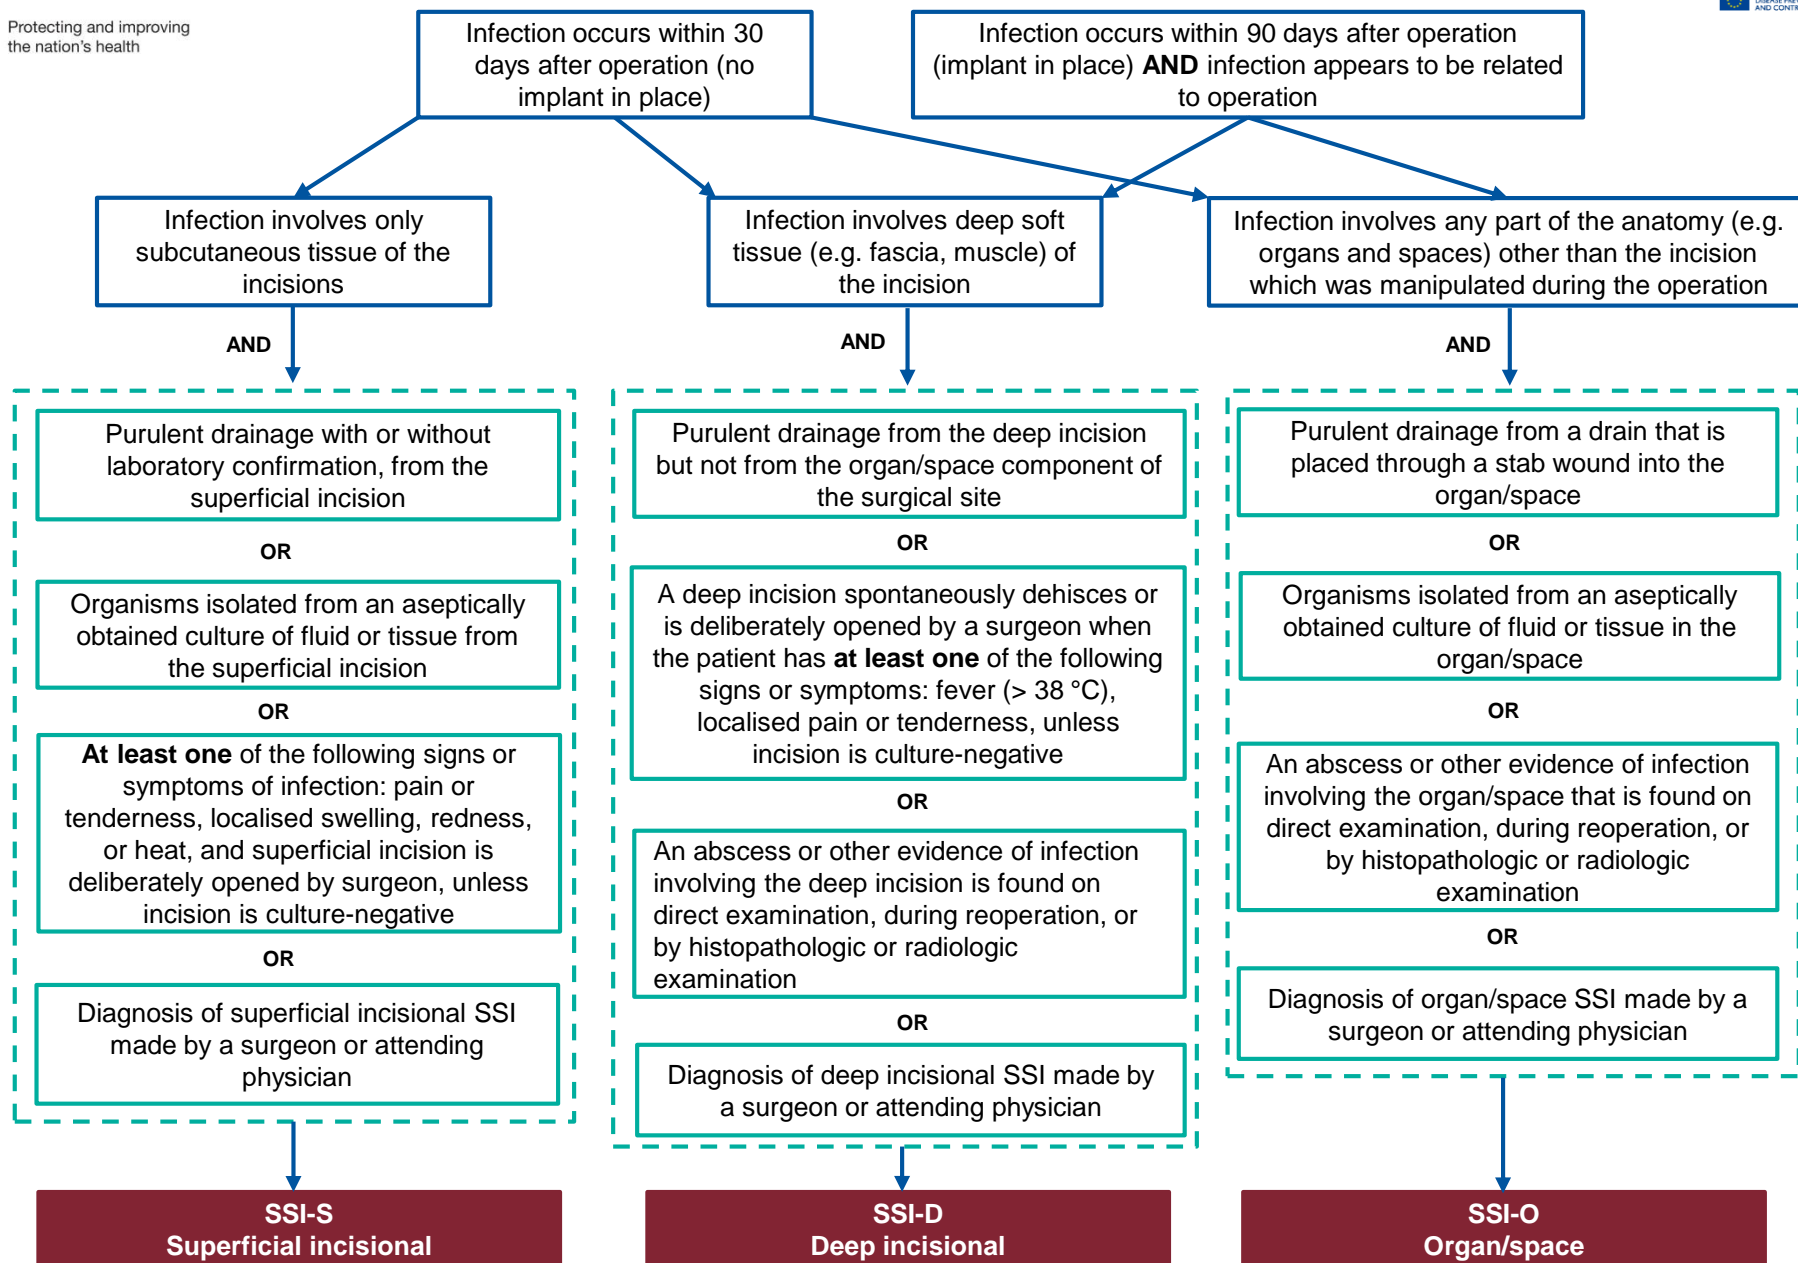 Protecting and improving
the nation's health
AND CONTR
Infection occurs within 30
days after operation (no
implant in place)
Infection occurs within 90 days after operation
(implant in place) AND infection appears to be related
to operation
Infection involves only
subcutaneous tissue of the
incisions
Infection involves deep soft
tissue (e.g. fascia, muscle) of
the incision
Infection involves any part of the anatomy (e.g.
organs and spaces) other than the incision
which was manipulated during the operation
AND
AND
AND
Purulent drainage with or without
laboratory confirmation, from the
superficial incision
OR
Organisms isolated from an aseptically
obtained culture of fluid or tissue from
the superficial incision
OR
At least one of the following signs or
symptoms of infection: pain or
tenderness, localised swelling, redness,
or heat, and superficial incision is
deliberately opened by surgeon, unless
incision is culture-negative
OR
Diagnosis of superficial incisional SSI
made by a surgeon or attending
physician
Purulent drainage from the deep incision
but not from the organ/space component of
the surgical site
OR
A deep incision spontaneously dehisces or
is deliberately opened by a surgeon when
the patient has at least one of the following
signs or symptoms: fever (> 38 °C),
localised pain or tenderness, unless
incision is culture-negative
OR
An abscess or other evidence of infection
involving the deep incision is found on
direct examination, during reoperation, or
by histopathologic or radiologic
examination
OR
Diagnosis of deep incisional SSI made by
a surgeon or attending physician
Purulent drainage from a drain that is
placed through a stab wound into the
organ/space
OR
Organisms isolated from an aseptically
obtained culture of fluid or tissue in the
organ/space
OR
An abscess or other evidence of infection
involving the organ/space that is found on
direct examination, during reoperation, or
by histopathologic or radiologic
examination
OR
Diagnosis of organ/space SSI made by a
surgeon or attending physician
SSI-S
Superficial incisional
SSI-D
Deep incisional
SSI-O
Organ/space